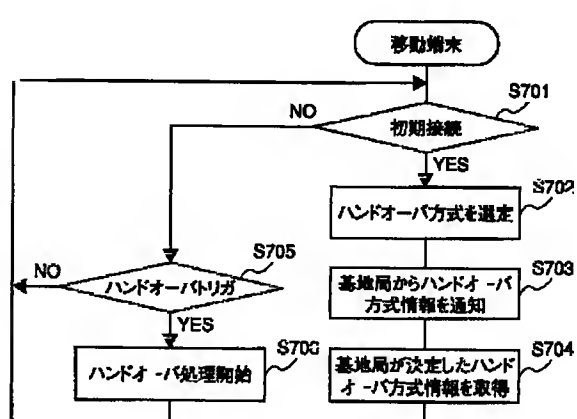 移動端末
S701
NO
初期接続
YES
S702
ハンドオーバ方式を選定
S705
S703
NO
ハンドオーバトリガ
基地局からハンドオ -バ
方式情報を通知
YES
S706
S704
ハンドオ -バ処理開始
基地局が決定したハンド
オ -バ方式情報を取得